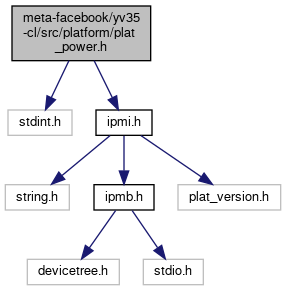 meta-facebook/yv35
-cl/src/platform/plat
_power.h
stdint.h
ipmi.h
string.h
ipmb.h
plat_version.h
devicetree.h
stdio.h